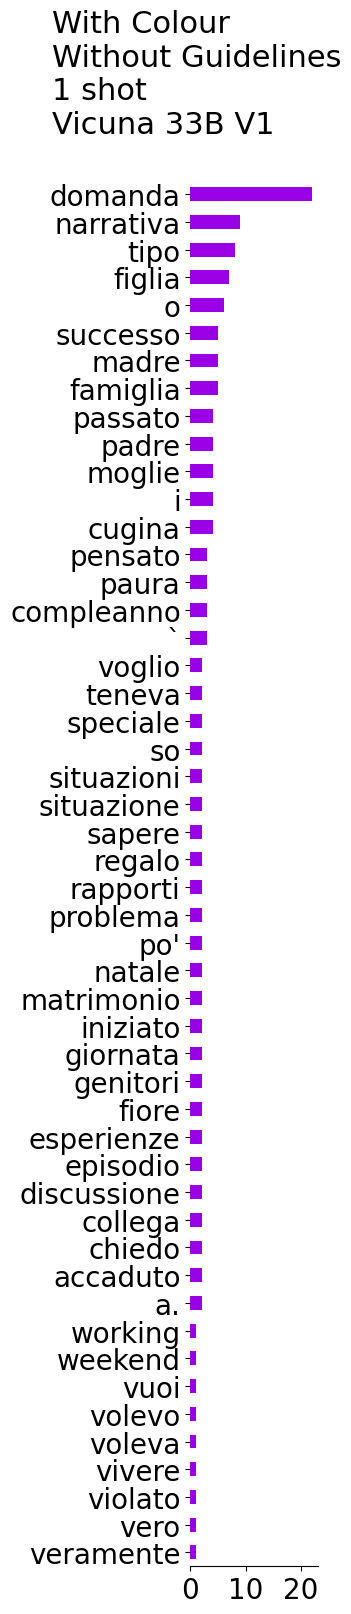 With Colour
Without Guidelines
1 shot
Vicuna 33B V1
domanda
narrativa
tipo
figlia
o
successo
madre
famiglia
passato
padre
moglie
i
cugina
pensato
paura
compleanno
`
voglio
teneva
speciale
so
situazioni
situazione
sapere
regalo
rapporti
problema
po'
natale
matrimonio
iniziato
giornata
genitori
fiore
esperienze
episodio
discussione
collega
chiedo
accaduto
a.
working
weekend
vuoi
volevo
voleva
vivere
violato
vero
veramente
0 10 20